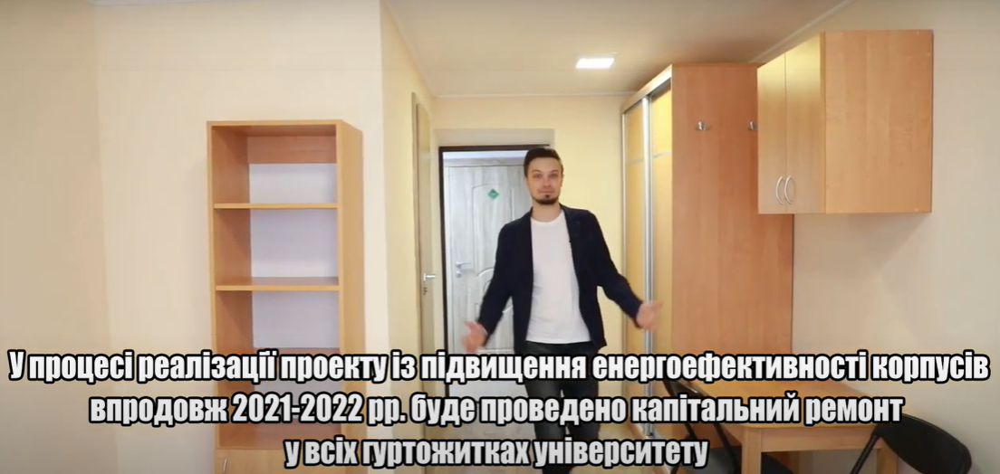 У процесі реалізації проекту із підвищення енергоефективності корпусів
впродовж 2021-2022 рр. буде проведено капітальний ремонт
у всіх гуртожитках університету